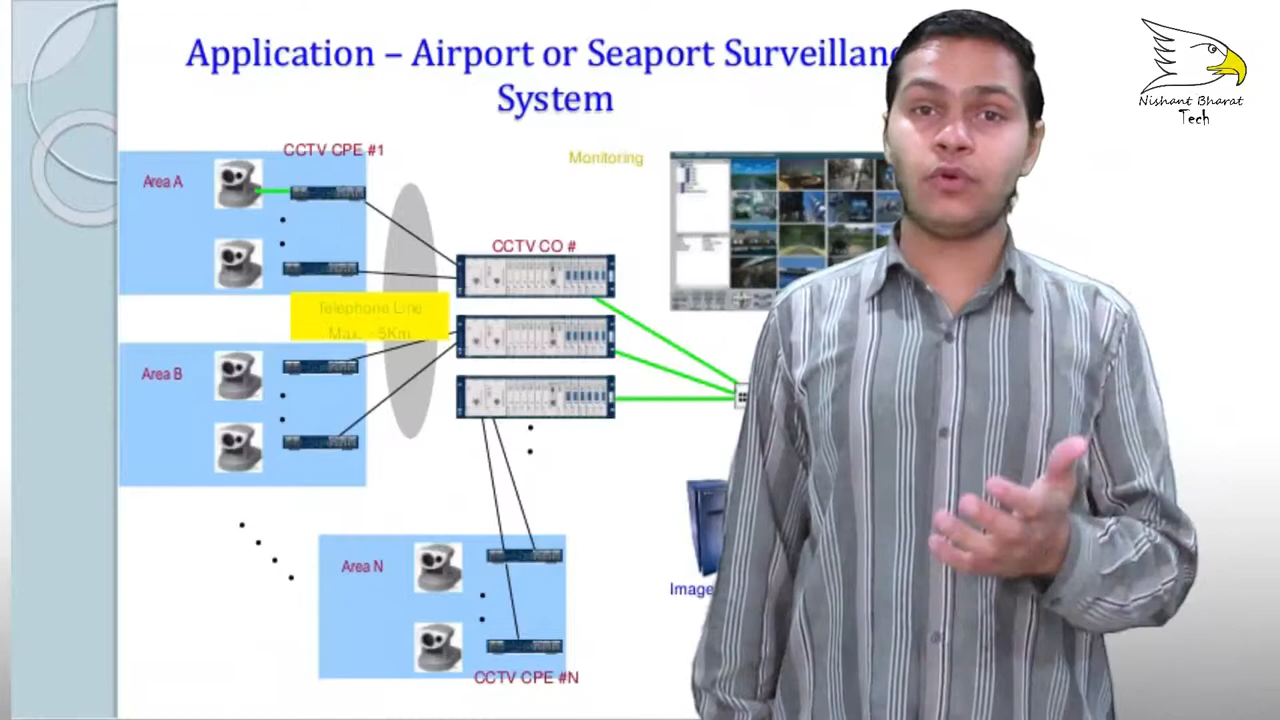 Application – Airport or Seaport Surveillan
System
Nishant Bharat
Tech
CCTV CPE #1
Monitoring
Area A
CCTV CO #
Telephone Line
Max. : 5Km
Area B
Area N
Image
CCTV CPE #N